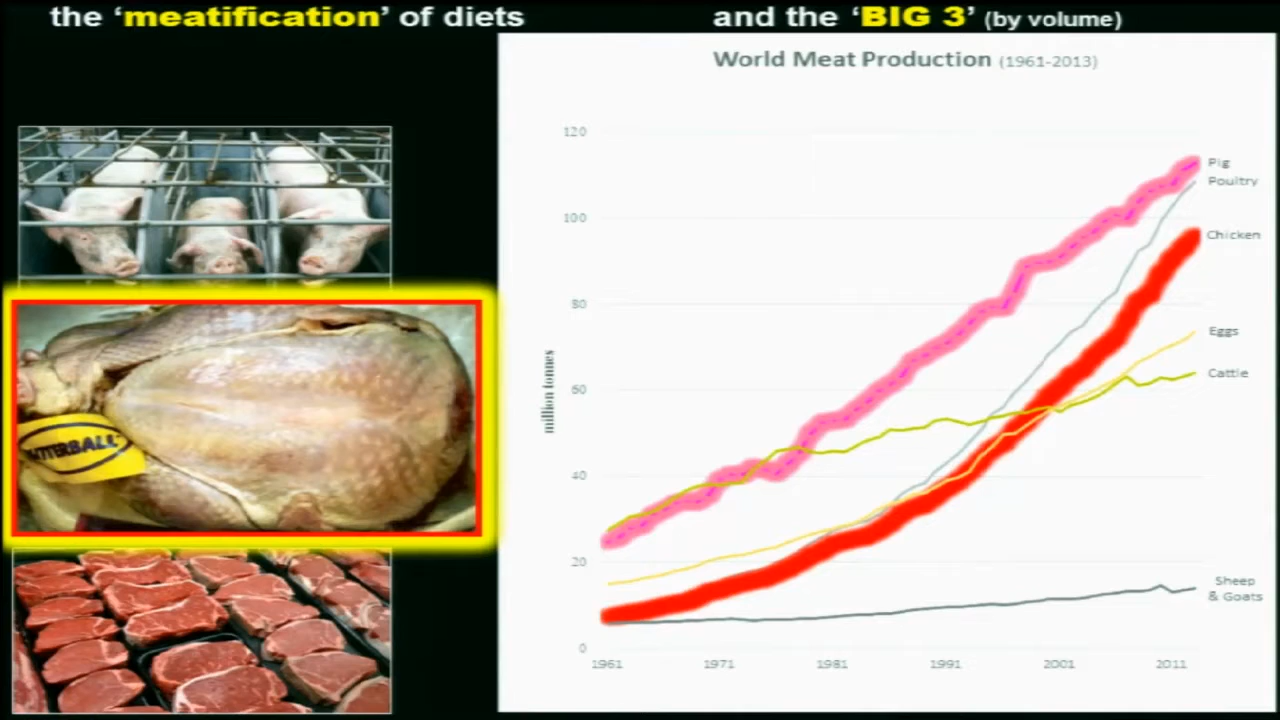 the ‘meatification’ of diets
and the ‘BIG 3’ (by volume)
World Meat Production (1961-2013)
120
100
80
60
40
20
0
million tonnes
1961 1971 1981 1991 2001 2011
Pig
Poultry
Chicken
Eggs
Cattle
Sheep
& Goats